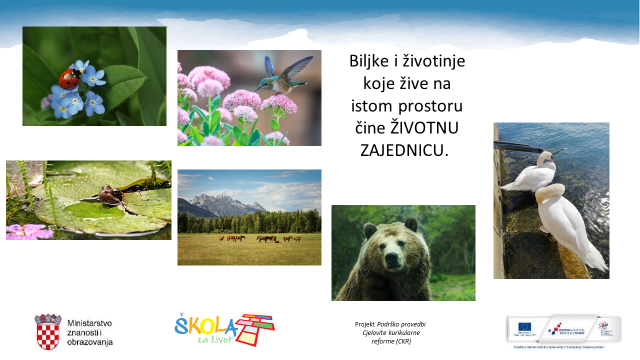 Biljke i životinje
koje žive na
istom prostoru
čine ŽIVOTNU
ZAJEDNICU.
Ministarstvo
znanosti i
obrazovanja
ŠKOLA
za život
Projekt Podrška provedbi
Cjelovite kurikularne
reforme (CKR)